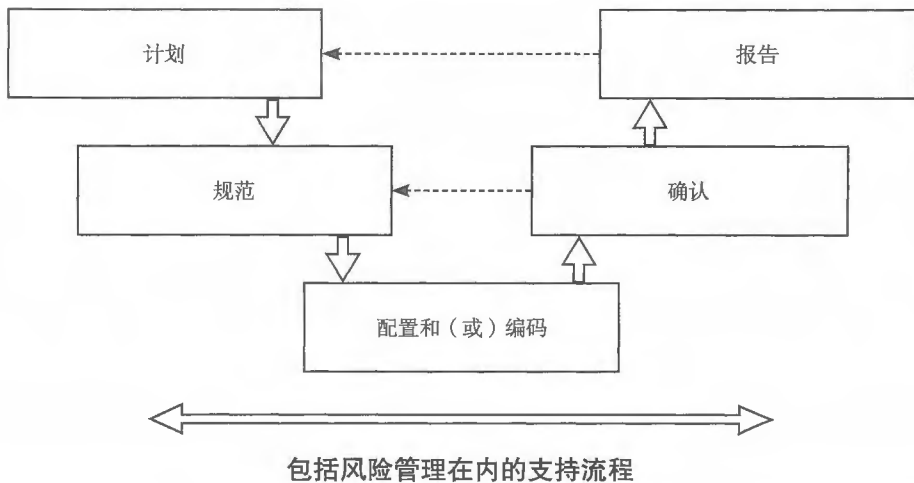 计划
报告
规范
确认
配置和（或）编码
包括风险管理在内的支持流程